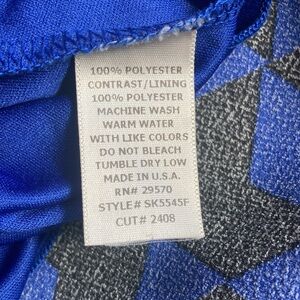 100% POLYESTER
CONTRAST/LINING
100% POLYESTER
MACHINE WASH
WARM WATER
WITH LIKE COLORS
DO NOT BLEACH
TUMBLE DRY LOW
MADE IN U.S.A.
RN# 29570
STYLE# SK5545F
CUT# 2408